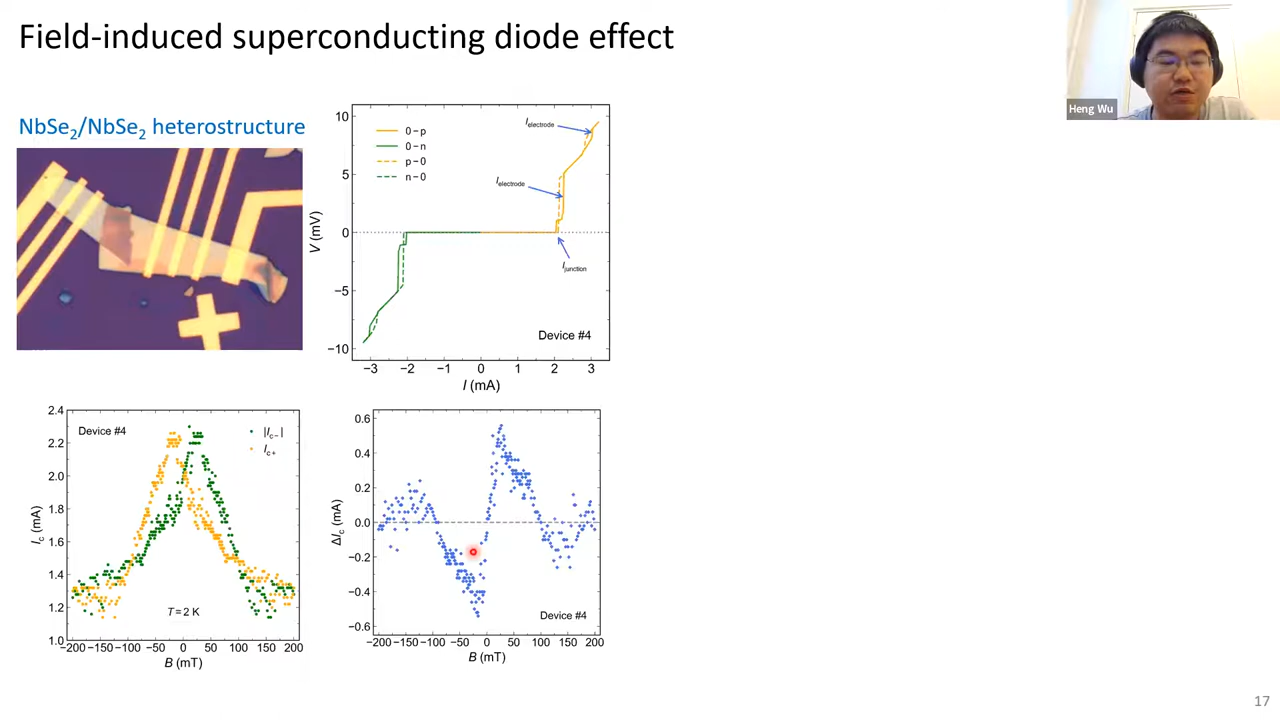 Field-induced superconducting diode effect
Heng Wu
NbSe₂/NbSe₂ heterostructure
10
5
0
−5
−10
V (mV)
0−p
0−n
p−0
n−0
I electrode
I electrode
I junction
Device #4
−3 −2 −1 0 1 2 3
I (mA)
2.4
2.2
2.0
1.8
1.6
1.4
1.2
1.0
I c (mA)
Device #4
|I c−|
I c+
T = 2 K
−200 −150 −100 −50 0 50 100 150 200
B (mT)
0.6
0.4
0.2
0.0
−0.2
−0.4
−0.6
ΔI c (mA)
Device #4
−200 −150 −100 −50 0 50 100 150 200
B (mT)
17